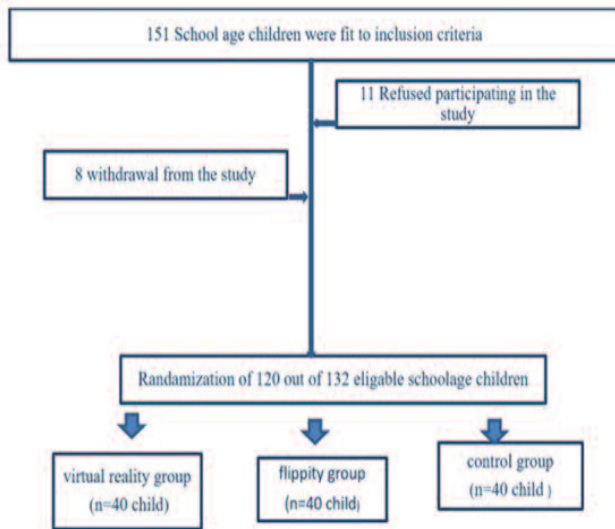 151 School age children were fit to inclusion criteria
11 Refused participating in the
study
8 withdrawal from the study
Randamization of 120 out of 132 eligable schoolage children
virtual reality group
(n=40 child)
flippity group
(n=40 child)
control group
(n=40 child )